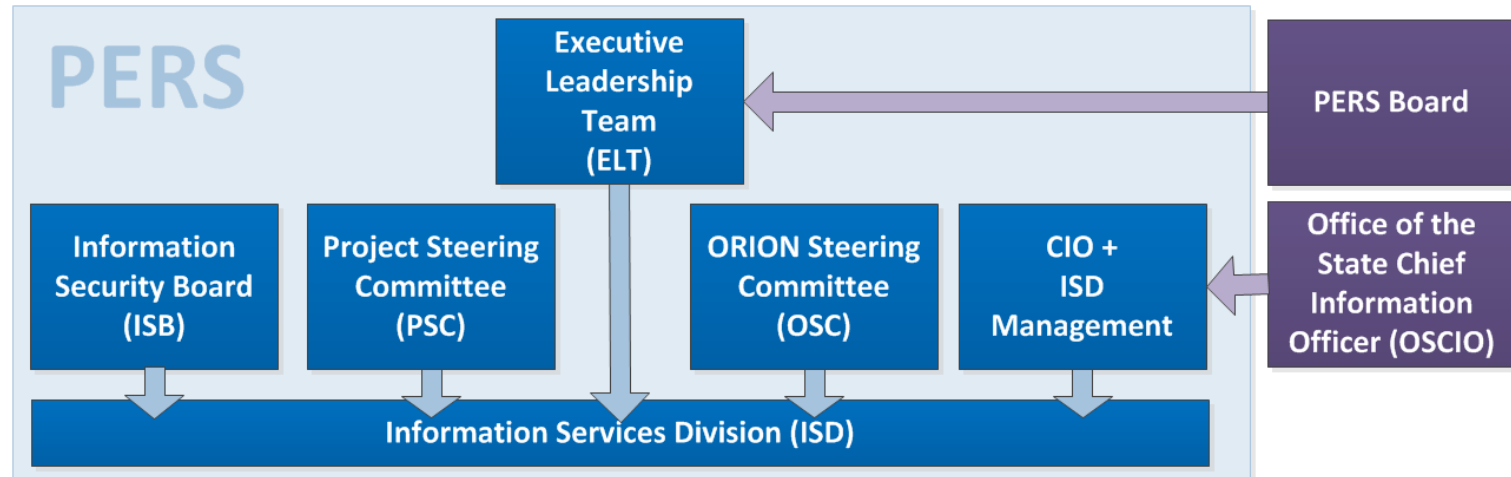 PERS
Executive
Leadership
Team
(ELT)
PERS Board
Information
Security Board
(ISB)
Project Steering
Committee
(PSC)
ORION Steering
Committee
(OSC)
CIO +
ISD
Management
Office of the
State Chief
Information
Officer (OSCIO)
Information Services Division (ISD)